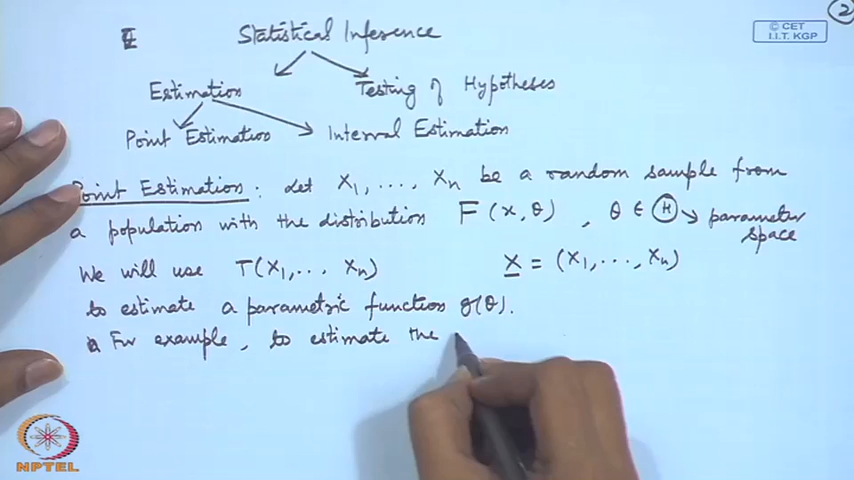 2
© CET
I.I.T. KGP
Statistical Inference
Estimation Testing of Hypotheses
Point Estimation Interval Estimation
Point Estimation : Let X₁, ..., Xₙ be a random sample from
a population with the distribution F(x, θ), θ ∈ Ⓗ → parameter
space
We will use T(X₁, ... Xₙ) X = (X₁, ..., Xₙ)
to estimate a parametric function g(θ).
For example, to estimate the
NPTEL